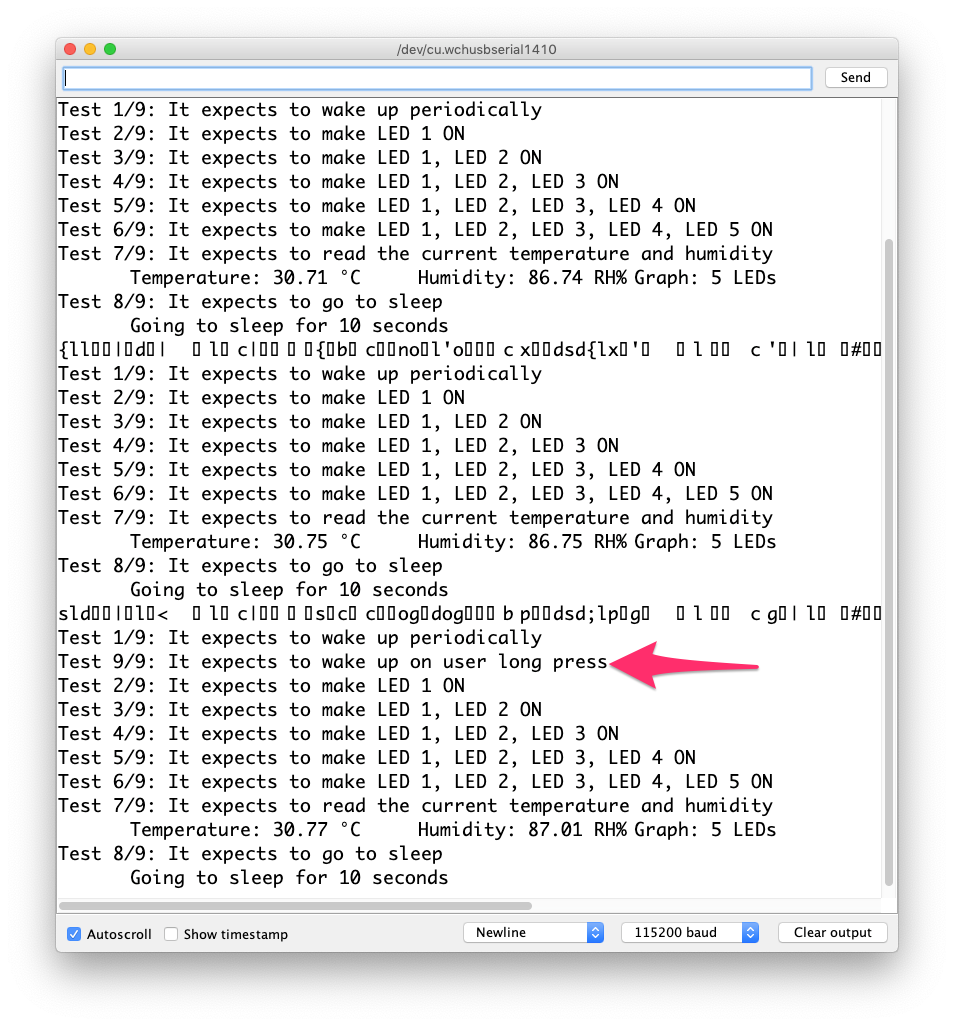 /dev/cu.wchusbserial1410
Send
Test 1/9: It expects to wake up periodically
Test 2/9: It expects to make LED 1 ON
Test 3/9: It expects to make LED 1, LED 2 ON
Test 4/9: It expects to make LED 1, LED 2, LED 3 ON
Test 5/9: It expects to make LED 1, LED 2, LED 3, LED 4 ON
Test 6/9: It expects to make LED 1, LED 2, LED 3, LED 4, LED 5 ON
Test 7/9: It expects to read the current temperature and humidity
Temperature: 30.71 °C Humidity: 86.74 RH% Graph: 5 LEDs
Test 8/9: It expects to go to sleep
Going to sleep for 10 seconds
Test 1/9: It expects to wake up periodically
Test 2/9: It expects to make LED 1 ON
Test 3/9: It expects to make LED 1, LED 2 ON
Test 4/9: It expects to make LED 1, LED 2, LED 3 ON
Test 5/9: It expects to make LED 1, LED 2, LED 3, LED 4 ON
Test 6/9: It expects to make LED 1, LED 2, LED 3, LED 4, LED 5 ON
Test 7/9: It expects to read the current temperature and humidity
Temperature: 30.75 °C Humidity: 86.75 RH% Graph: 5 LEDs
Test 8/9: It expects to go to sleep
Going to sleep for 10 seconds
Test 1/9: It expects to wake up periodically
Test 9/9: It expects to wake up on user long press
Test 2/9: It expects to make LED 1 ON
Test 3/9: It expects to make LED 1, LED 2 ON
Test 4/9: It expects to make LED 1, LED 2, LED 3 ON
Test 5/9: It expects to make LED 1, LED 2, LED 3, LED 4 ON
Test 6/9: It expects to make LED 1, LED 2, LED 3, LED 4, LED 5 ON
Test 7/9: It expects to read the current temperature and humidity
Temperature: 30.77 °C Humidity: 87.01 RH% Graph: 5 LEDs
Test 8/9: It expects to go to sleep
Going to sleep for 10 seconds
Autoscroll Show timestamp Newline 115200 baud Clear output